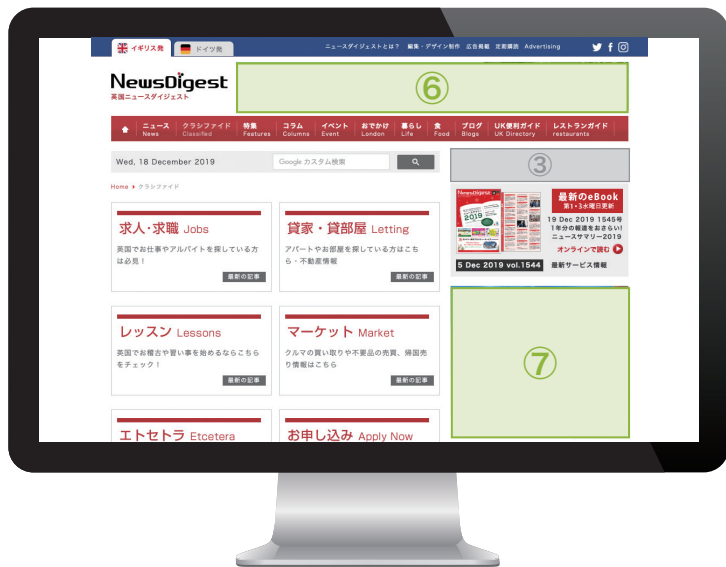 イギリス発 ドイツ発 ニュースダイジェストとは？ 編集・デザイン制作 広告掲載 定期購読 Advertising
NewsDigest
英国ニュースダイジェスト
⑥
ニュース クラシファイド 特集 コラム イベント おでかけ 暮らし 食 ブログ UK便利ガイド レストランガイド
News Classified Features Columns Event London Life Food Blogs UK Directory restaurants
Wed, 18 December 2019 Google カスタム検索
③
Home クラシファイド
NewsDigest
2019
最新のeBook
第1・3木曜日更新
19 Dec 2019 1545号
1年分の報道をおさらい!
ニュースサマリー2019
オンラインで読む
5 Dec 2019 vol.1544 最新サービス情報
求人・求職 Jobs
英国でお仕事やアルバイトを探している方
は必見！
最新の記事
貸家・貸部屋 Letting
アパートやお部屋を探している方はこち
ら・不動産情報
最新の記事
⑦
レッスン Lessons
英国でお稽古や習い事を始めるならこちら
をチェック！
最新の記事
マーケット Market
クルマの買い取りや不要品の売買、帰国売
り情報はこちら
最新の記事
エトセトラ Etcetera
お申し込み Apply Now